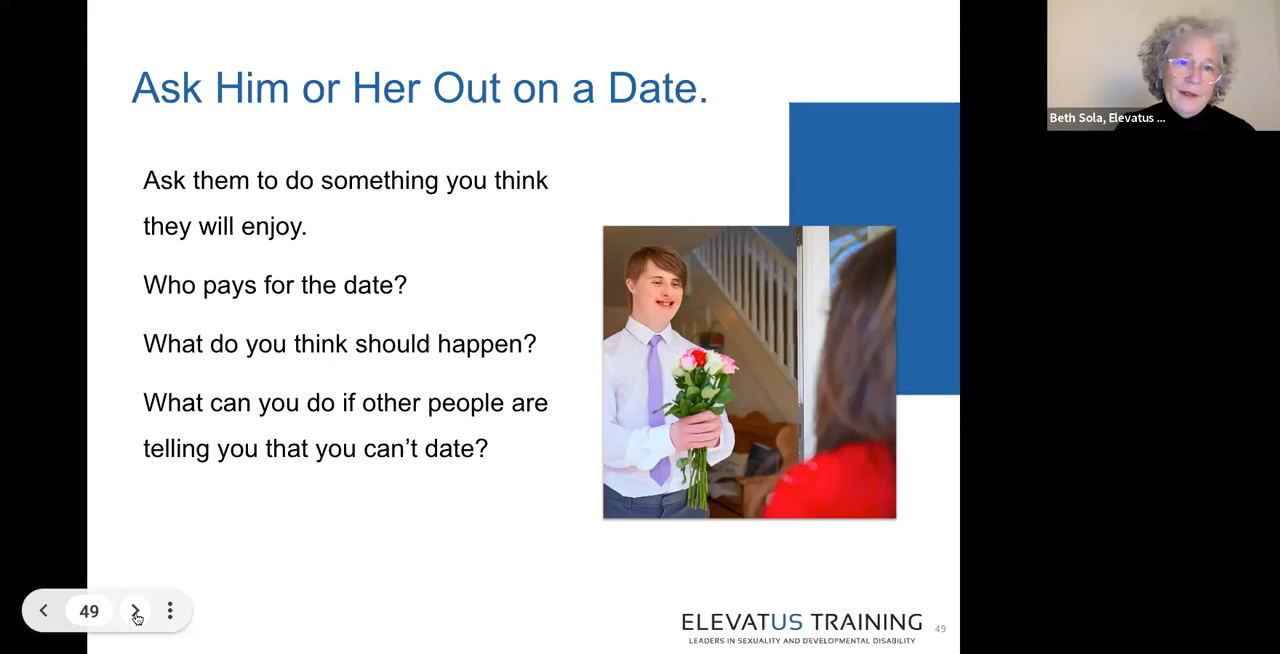 Ask Him or Her Out on a Date.
Beth Sola, Elevatus ...
Ask them to do something you think
they will enjoy.
Who pays for the date?
What do you think should happen?
What can you do if other people are
telling you that you can’t date?
49
ELEVATUS TRAINING
LEADERS IN SEXUALITY AND DEVELOPMENTAL DISABILITY
49